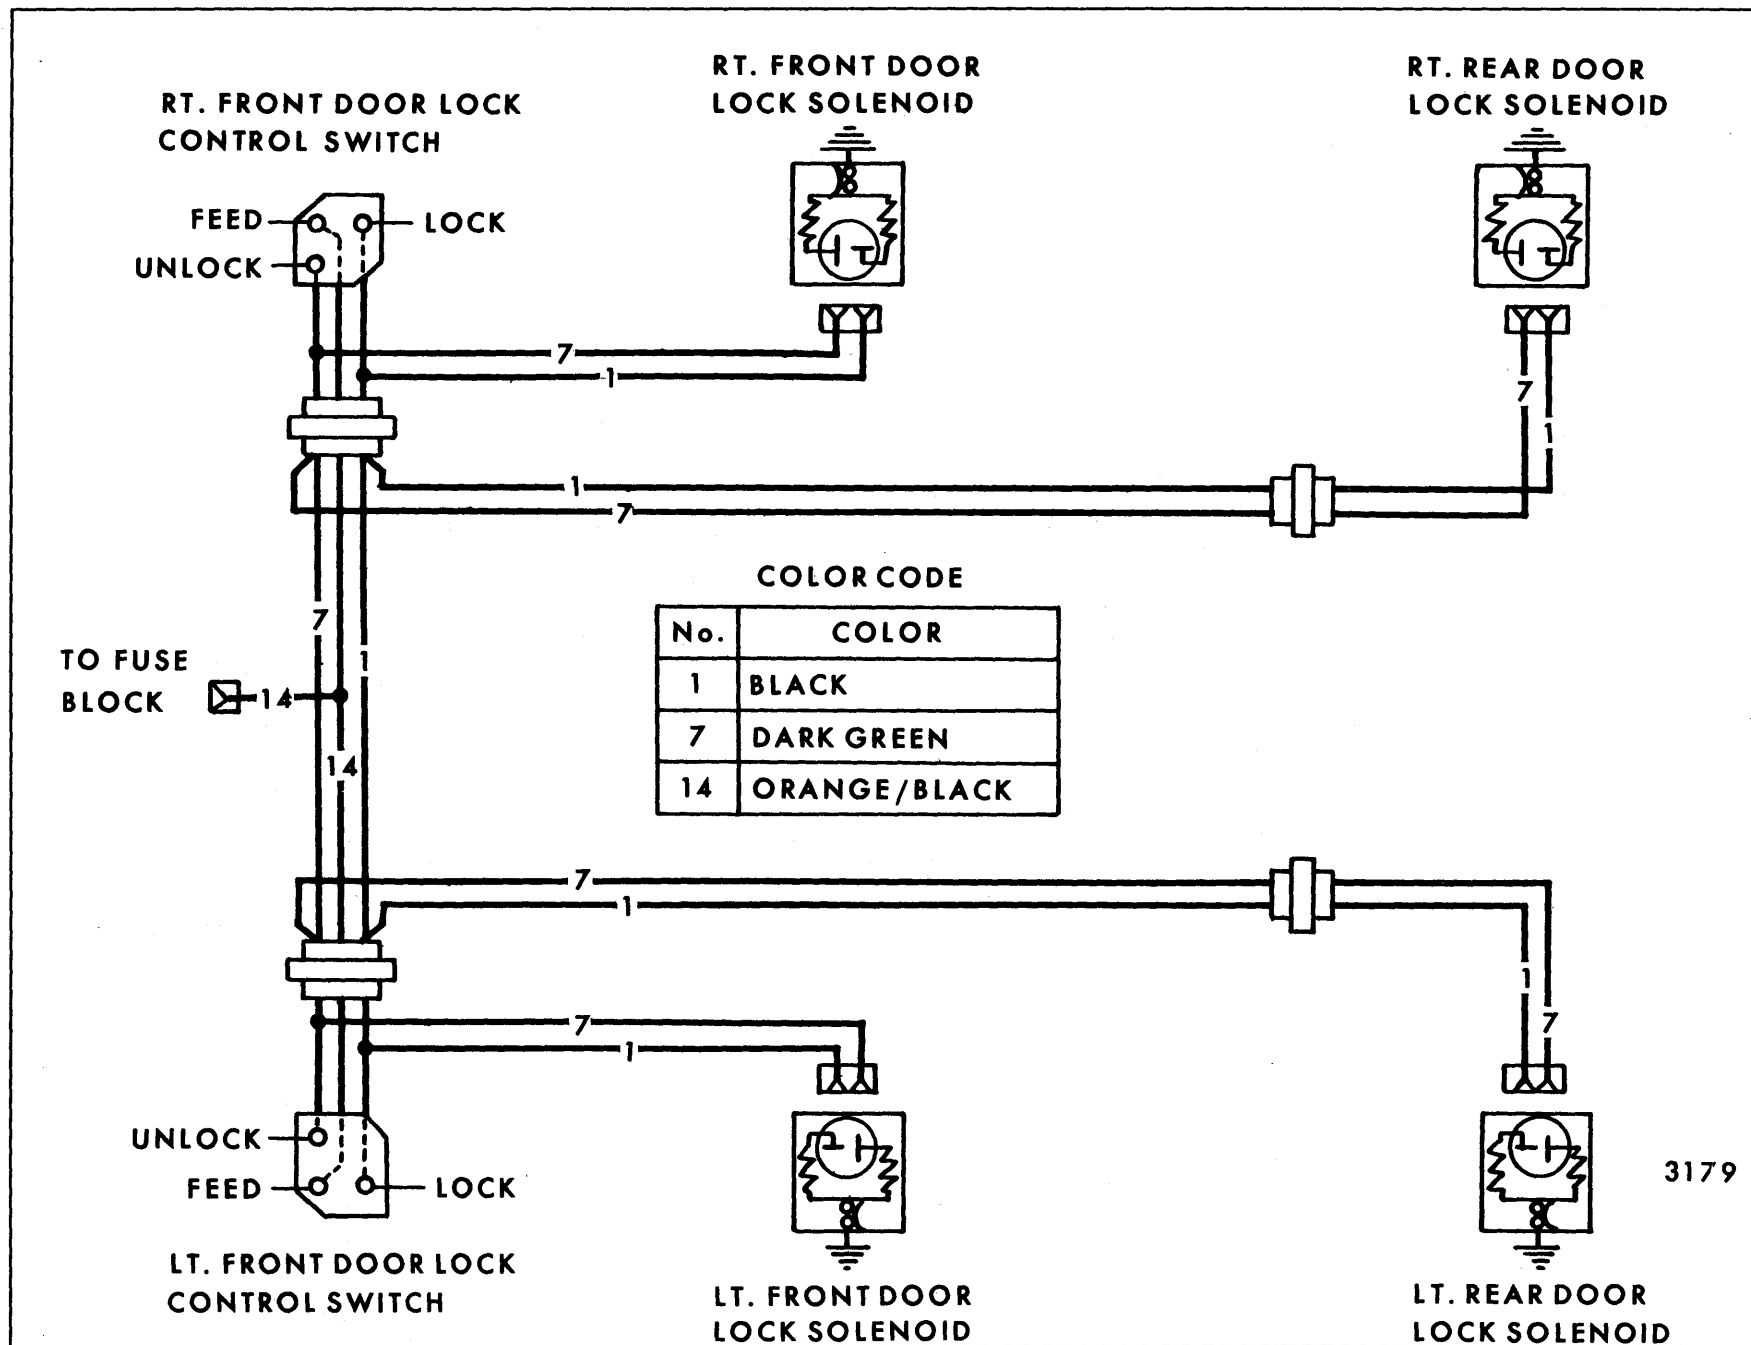 RT. FRONT DOOR LOCK
CONTROL SWITCH
RT. FRONT DOOR
LOCK SOLENOID
RT. REAR DOOR
LOCK SOLENOID
FEED
LOCK
UNLOCK
7
1
7
1
1
7
COLOR CODE
No. COLOR
1 BLACK
7 DARK GREEN
14 ORANGE/BLACK
7
1
TO FUSE
BLOCK
14
14
7
1
1
7
7
1
UNLOCK
FEED
LOCK
3179
LT. FRONT DOOR LOCK
CONTROL SWITCH
LT. FRONT DOOR
LOCK SOLENOID
LT. REAR DOOR
LOCK SOLENOID